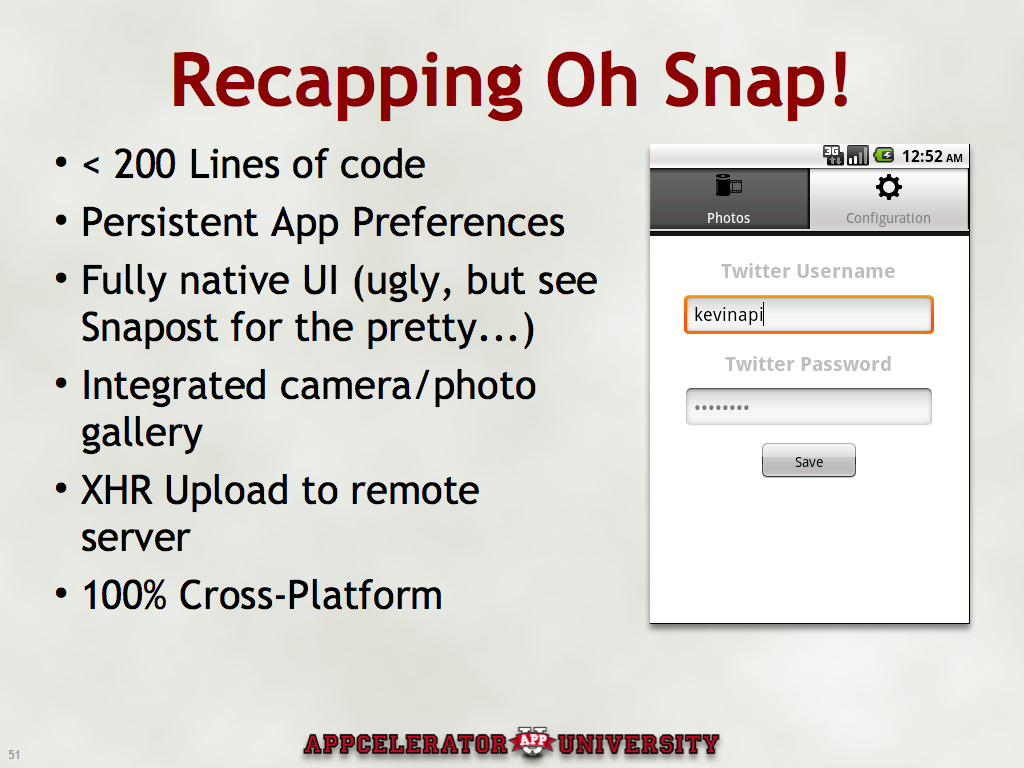 Recapping Oh Snap!
• < 200 Lines of code
• Persistent App Preferences
• Fully native UI (ugly, but see
Snapost for the pretty...)
• Integrated camera/photo
gallery
• XHR Upload to remote
server
• 100% Cross-Platform
3G 12:52 AM
Photos Configuration
Twitter Username
kevinapi
Twitter Password
••••••••
Save
51
APPCELERATOR U APP UNIVERSITY